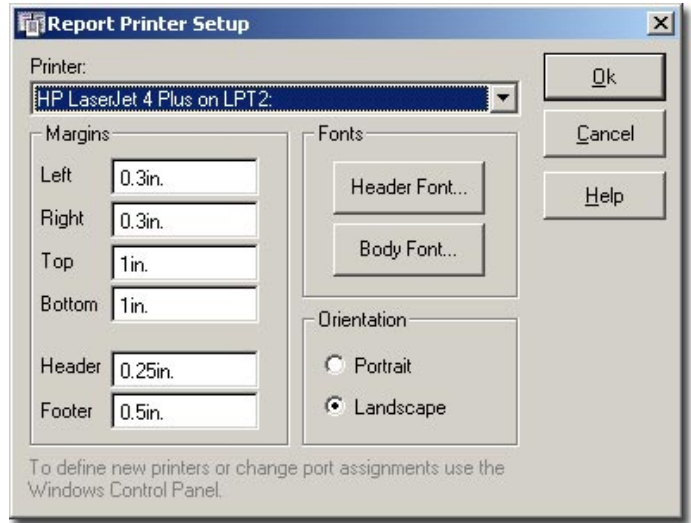 Report Printer Setup
Printer:
HP LaserJet 4 Plus on LPT2:
Ok
Cancel
Help
Margins
Left 0.3in.
Right 0.3in.
Top 1in.
Bottom 1in.
Header 0.25in.
Footer 0.5in.
Fonts
Header Font...
Body Font...
Orientation
Portrait
Landscape
To define new printers or change port assignments use the
Windows Control Panel.